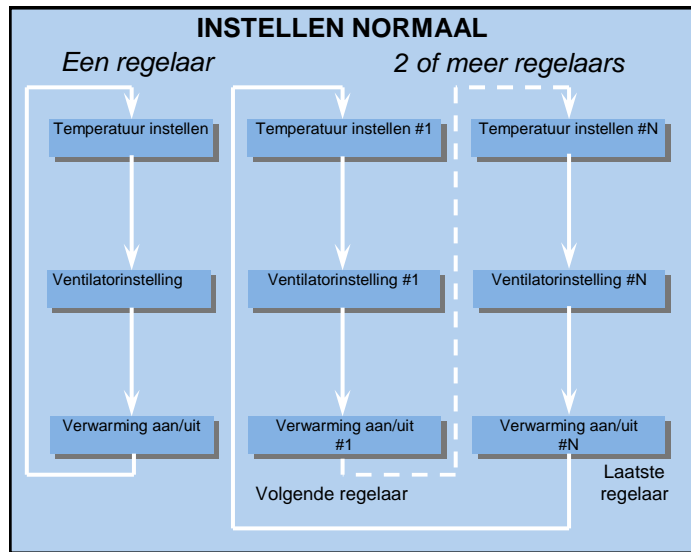 INSTELLEN NORMAAL
Een regelaar
2 of meer regelaars
Temperatuur instellen
Temperatuur instellen #1
Temperatuur instellen #N
Ventilatorinstelling
Ventilatorinstelling #1
Ventilatorinstelling #N
Verwarming aan/uit
Verwarming aan/uit
#1
Verwarming aan/uit
#N
Volgende regelaar
Laatste
regelaar